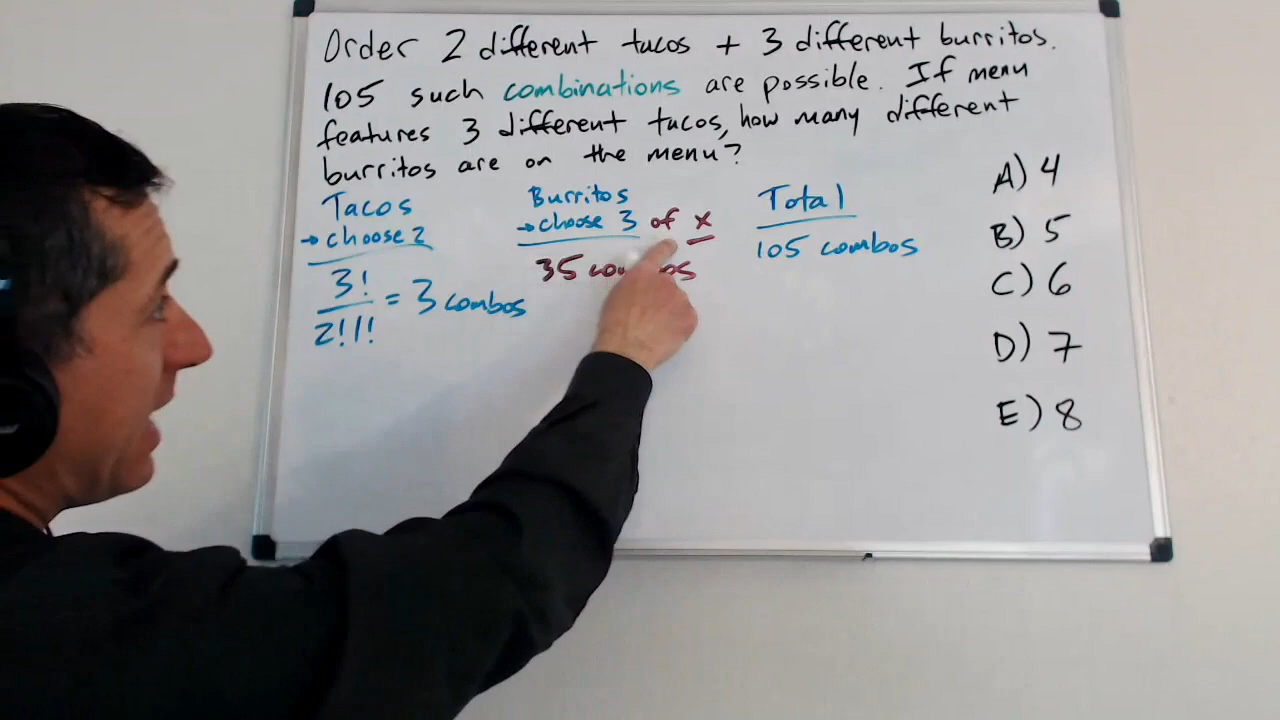 Order 2 different tacos + 3 different burritos.
105 such combinations are possible. If menu
features 3 different tacos, how many different
burritos are on the menu?
Tacos
→ choose 2
3!
2!1!
= 3 combos
Burritos
→ choose 3 of x
35
Total
105 combos
A) 4
B) 5
C) 6
D) 7
E) 8